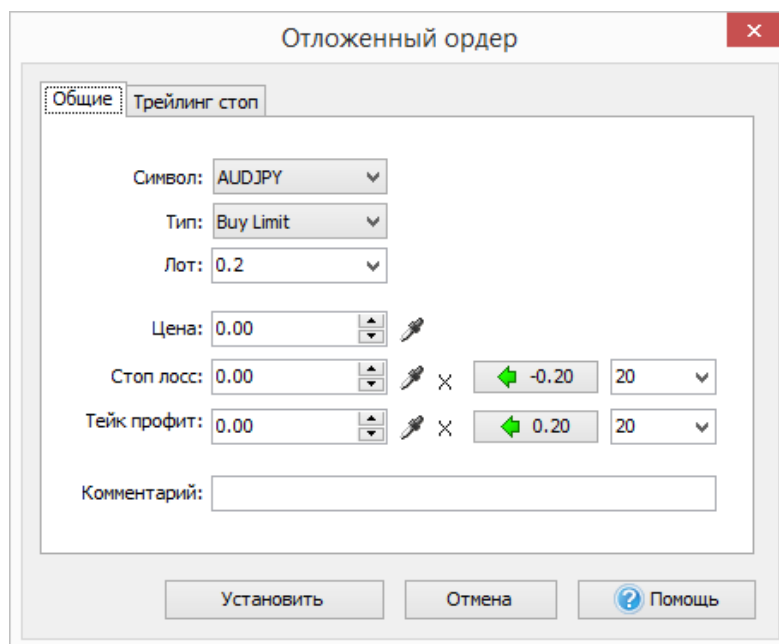 Отложенный ордер
Общие Трейлинг стоп
Символ: AUDJPY
Тип: Buy Limit
Лот: 0.2
Цена: 0.00
Стоп лосс: 0.00 -0.20 20
Тейк профит: 0.00 0.20 20
Комментарий:
Установить Отмена Помощь